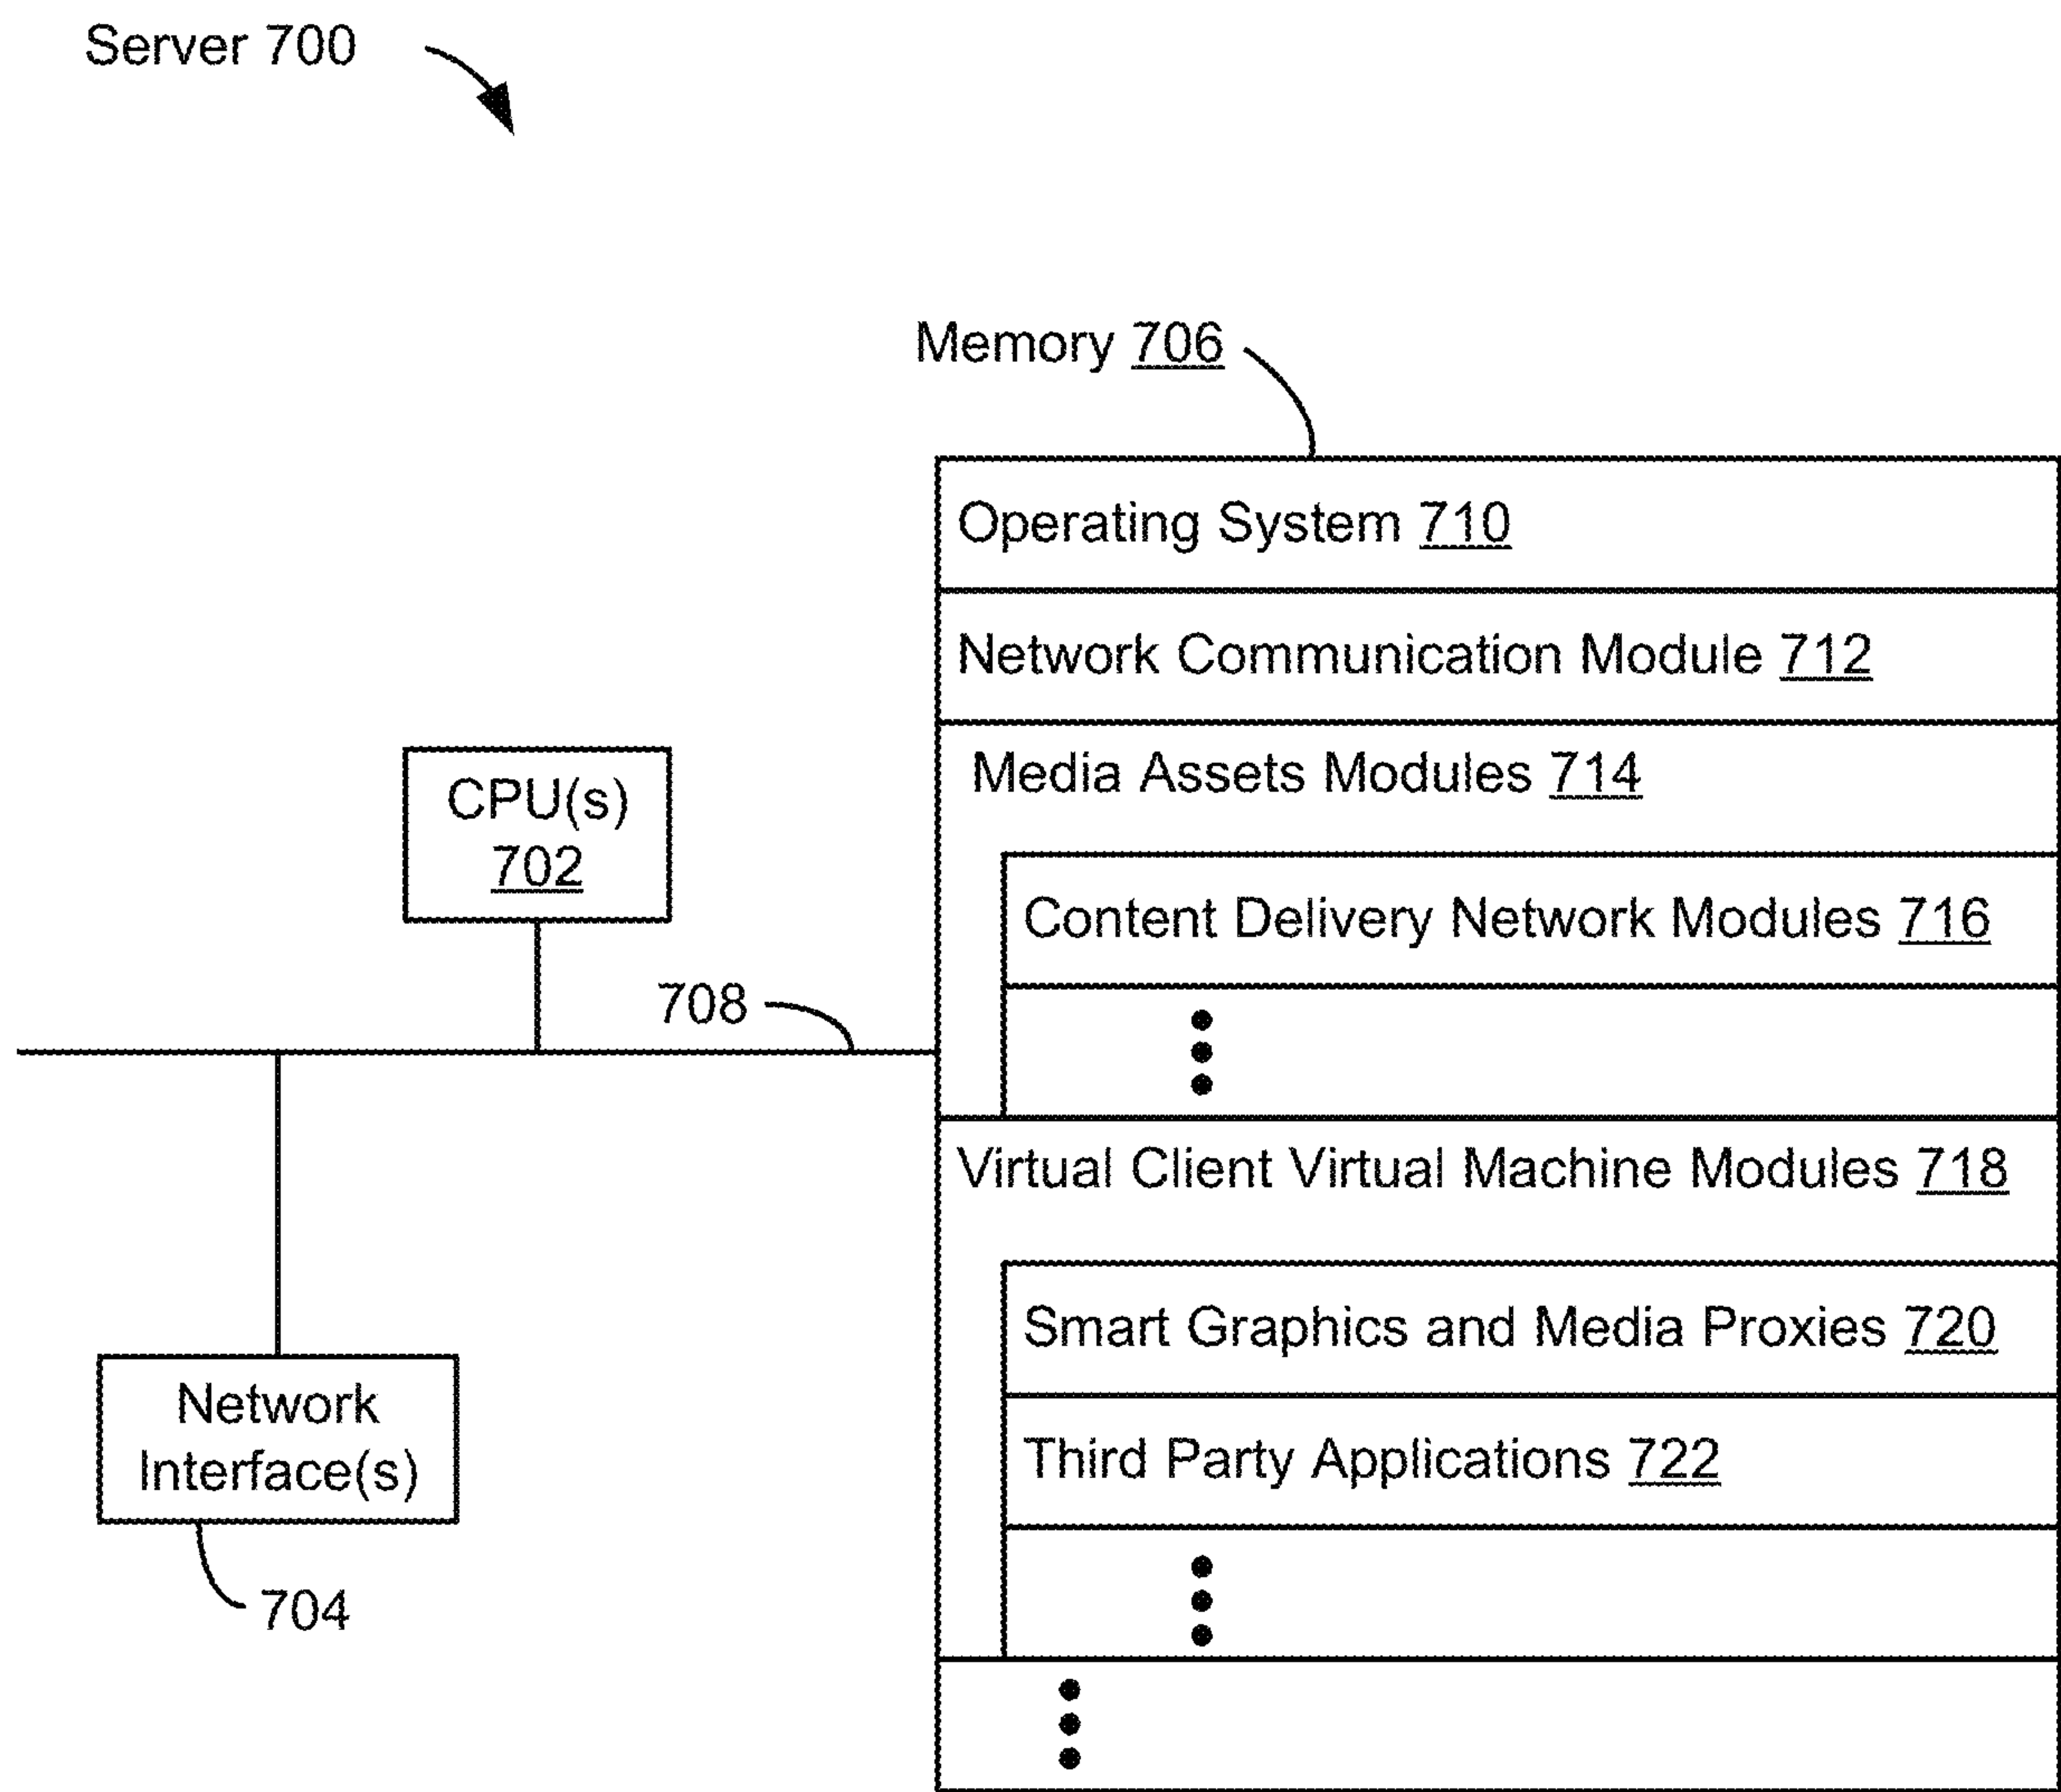 Server 700
Memory 706
Operating System 710
Network Communication Module 712
Media Assets Modules 714
CPU(s)
702
Content Delivery Network Modules 716
708
Virtual Client Virtual Machine Modules 718
Smart Graphics and Media Proxies 720
Network
Interface(s)
Third Party Applications 722
704